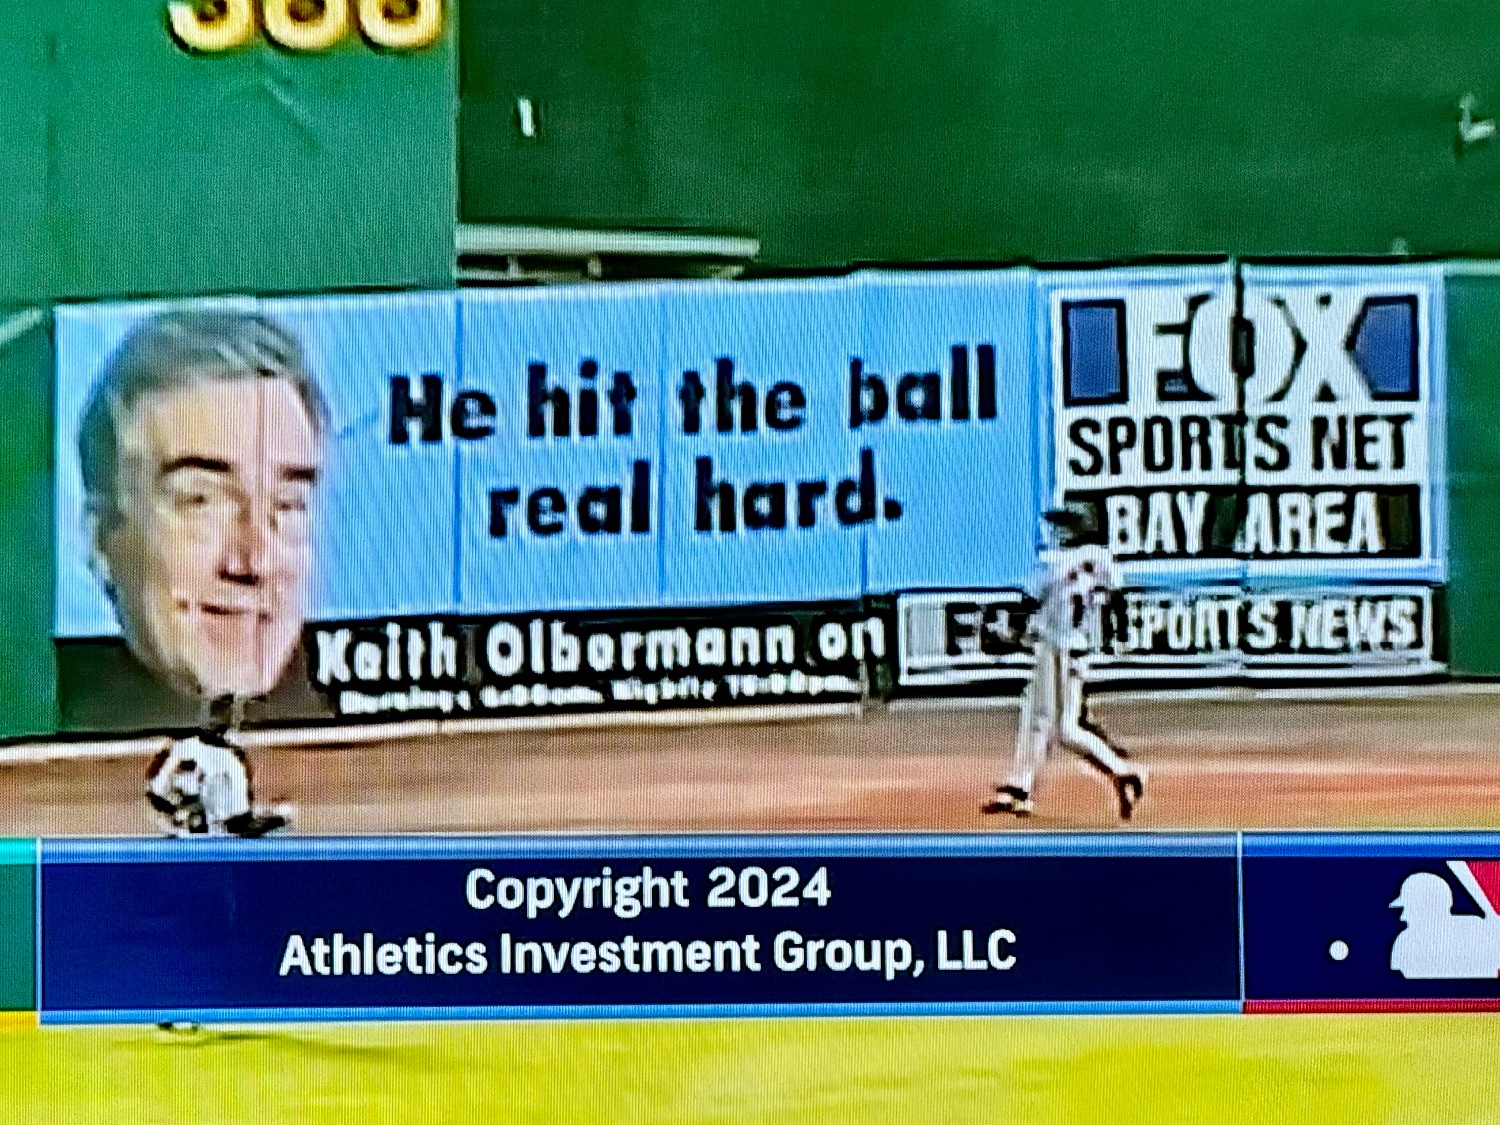 He hit the ball
real hard.
FOX
SPORTS NET
BAY AREA
Keith Olbermann on
SPORTS NEWS
Copyright 2024
Athletics Investment Group, LLC